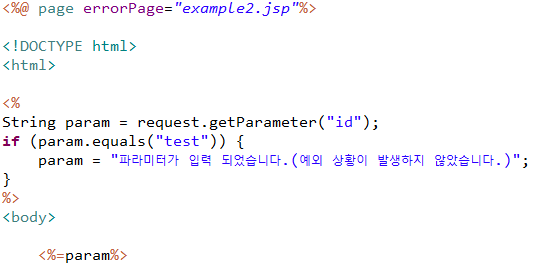 <%@ page errorPage="example2.jsp"%>
<!DOCTYPE html>
<html>
<%
String param = request.getParameter("id");
if (param.equals("test")) {
param = "파라미터가 입력 되었습니다.(예외 상황이 발생하지 않았습니다.)";
}
%>
<body>
<%=param%>